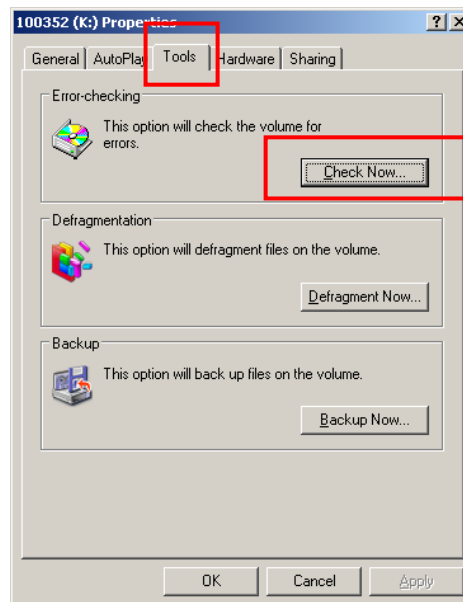 100352 (K:) Properties
General AutoPlay Tools Hardware Sharing
Error-checking
This option will check the volume for
errors.
Check Now...
Defragmentation
This option will defragment files on the volume.
Defragment Now...
Backup
This option will back up files on the volume.
Backup Now...
OK Cancel Apply